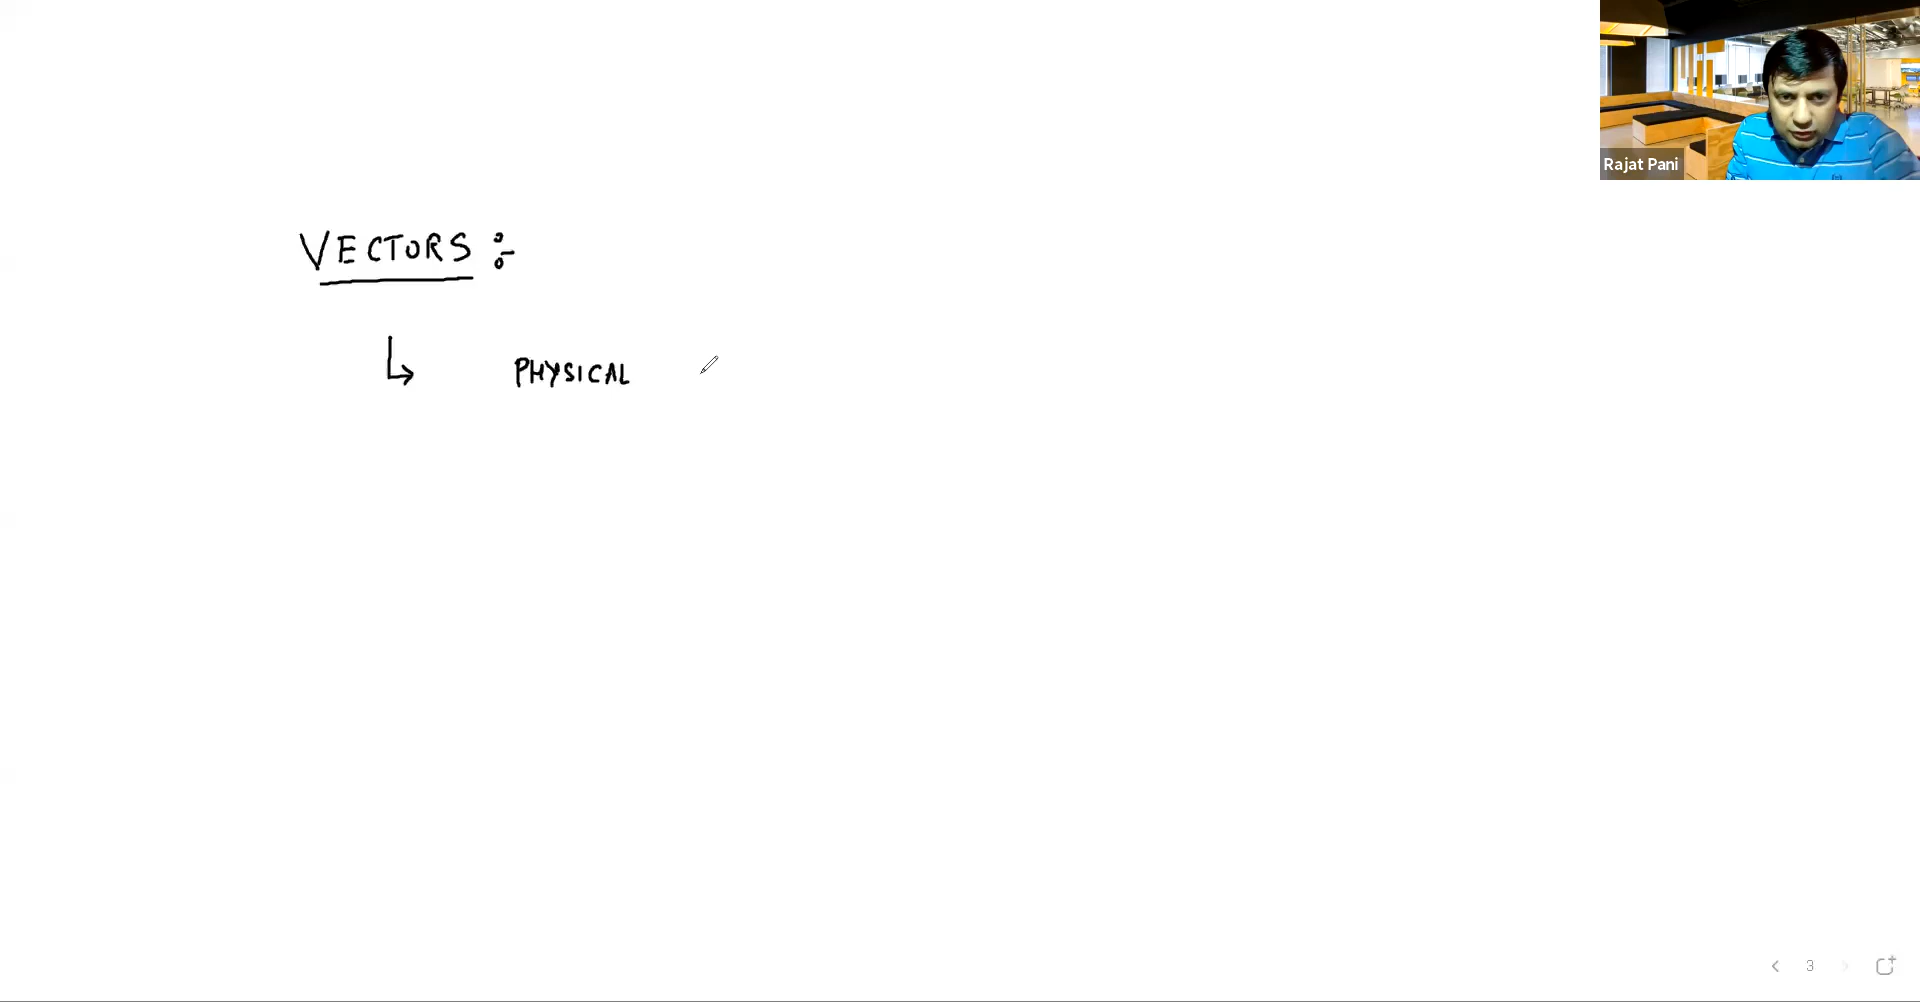 Rajat Pani
VECTORS :-
↳ PHYSICAL
3